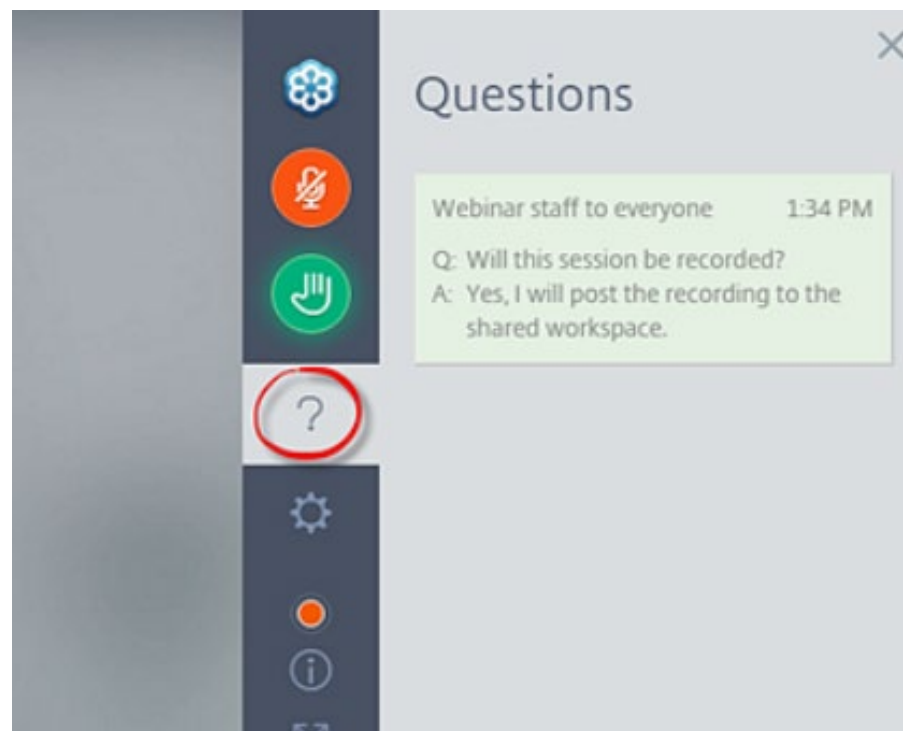 Questions
Webinar staff to everyone 1:34 PM
Q: Will this session be recorded?
A: Yes, I will post the recording to the
shared workspace.
?